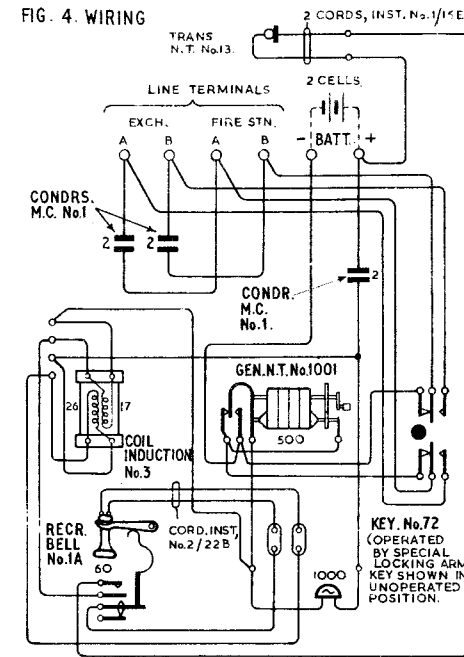 FIG. 4. WIRING
2 CORDS, INST. No.1/15E
TRANS
N.T. No.13.
2 CELLS
LINE TERMINALS
EXCH.
FIRE STN.
A
B
A
B
- BATT. +
CONDRS.
M.C. No.1
2
2
2
CONDR.
M.C.
No.1.
GEN.N.T.No.1001
500
26
17
COIL
INDUCTION
No.3
RECR.
BELL
No.1A
60
CORD.INST,
No.2/22B
1000
KEY. No.72
(OPERATED
BY SPECIAL
LOCKING ARM
KEY SHOWN IN
UNOPERATED
POSITION.